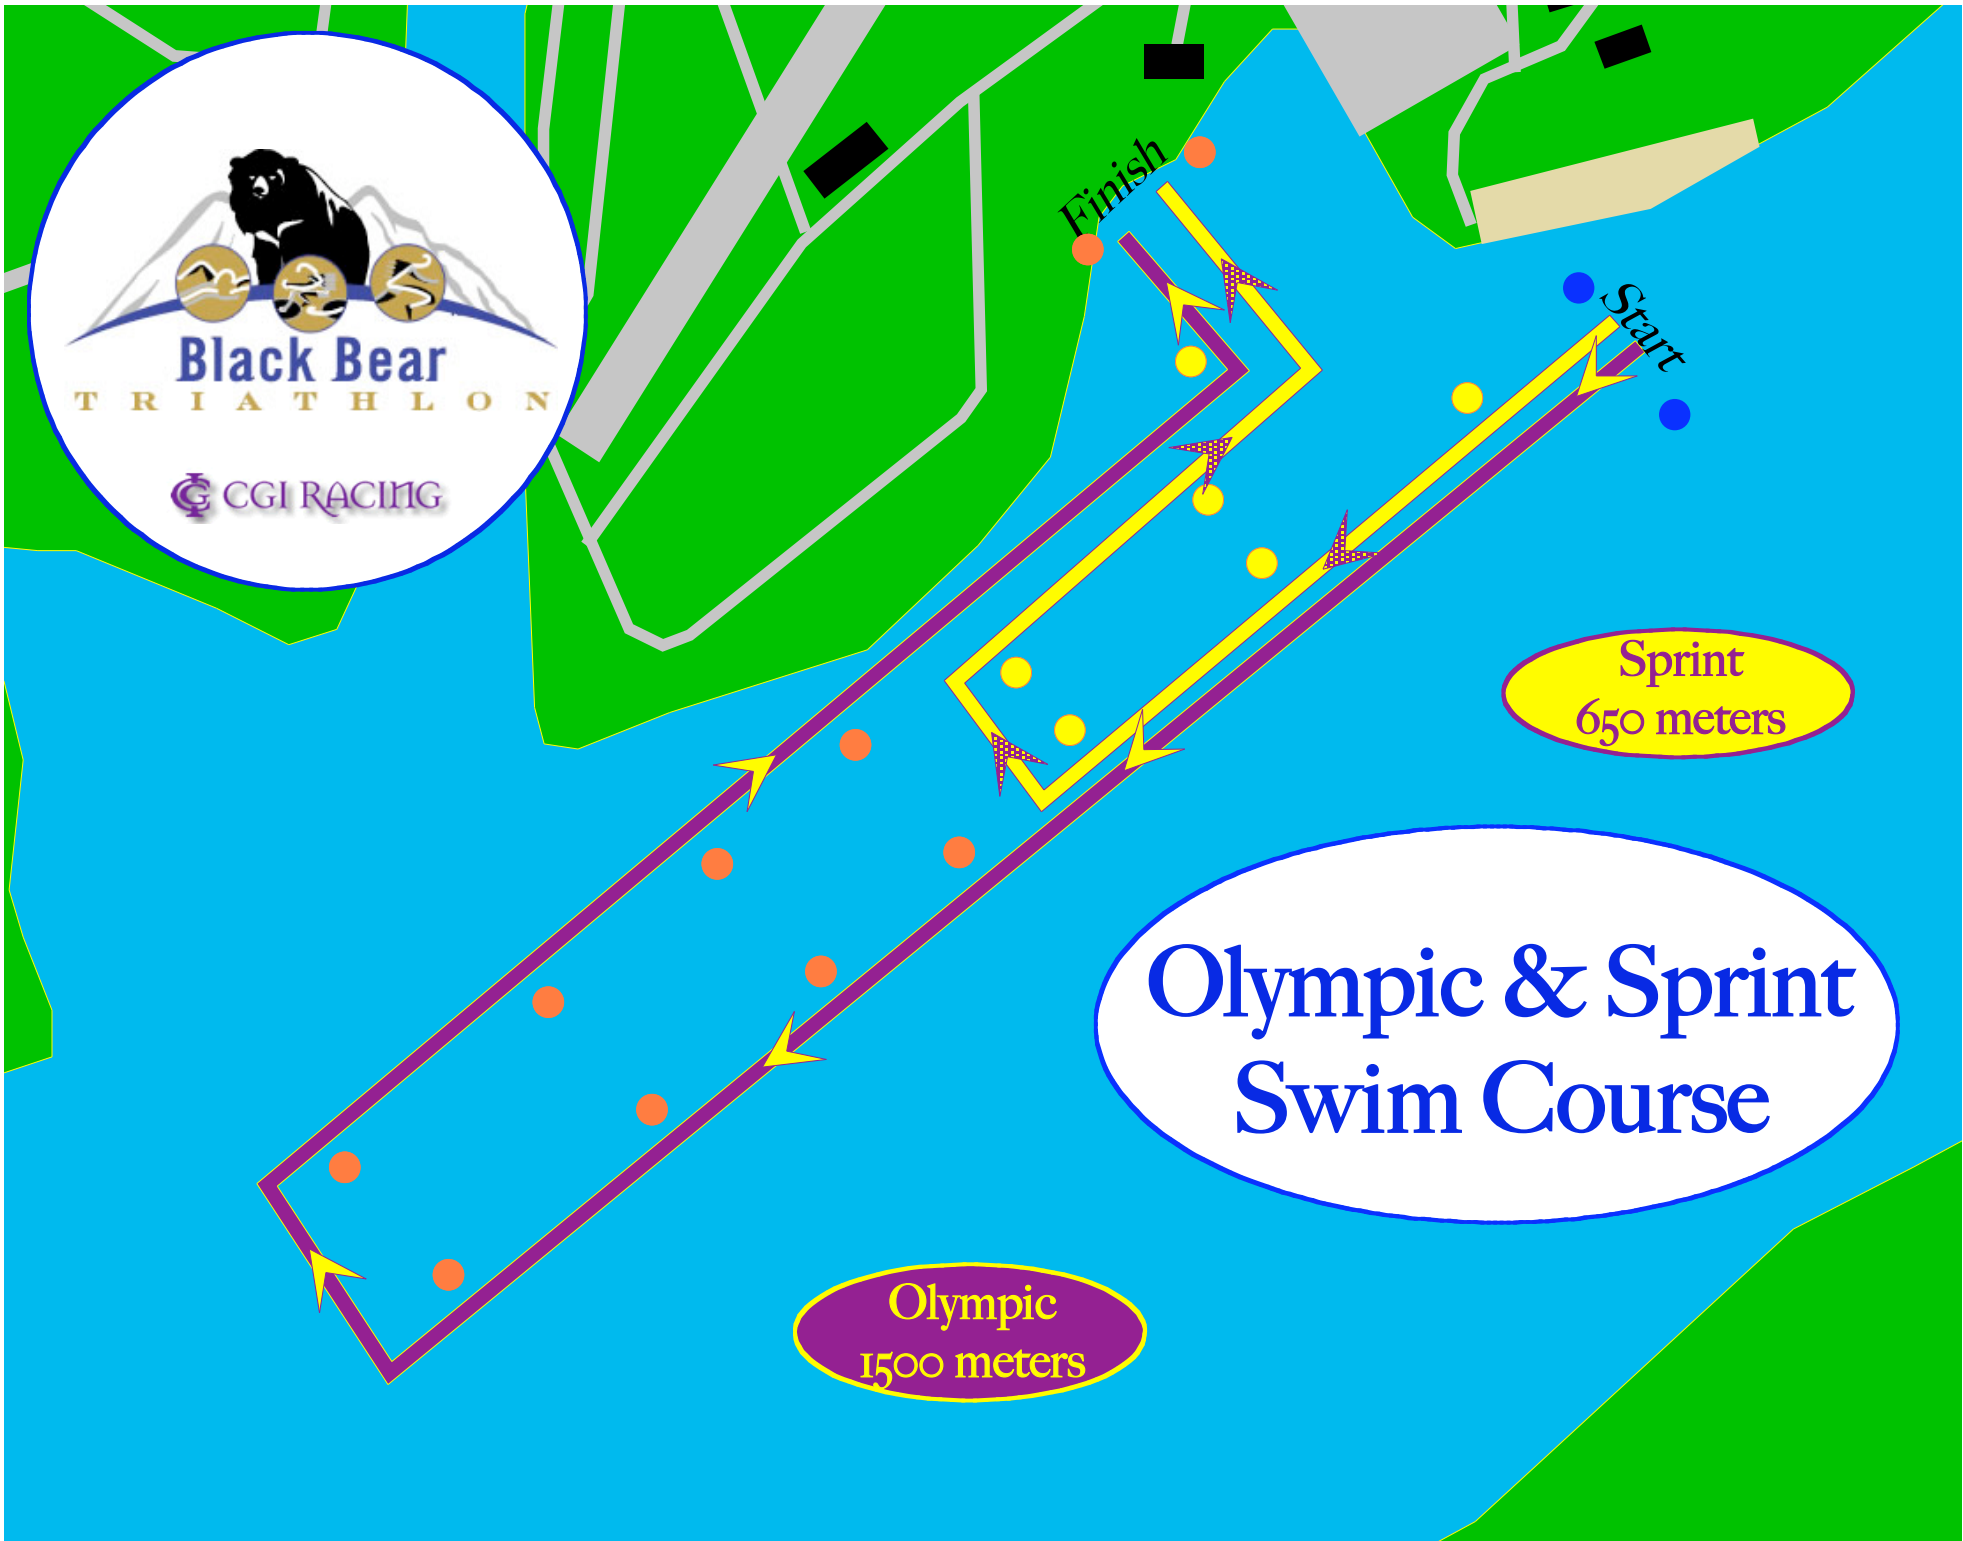 Finish
Start
Black Bear
TRIATHLON
CGI RACING
Sprint
650 meters
Olympic & Sprint
Swim Course
Olympic
1500 meters